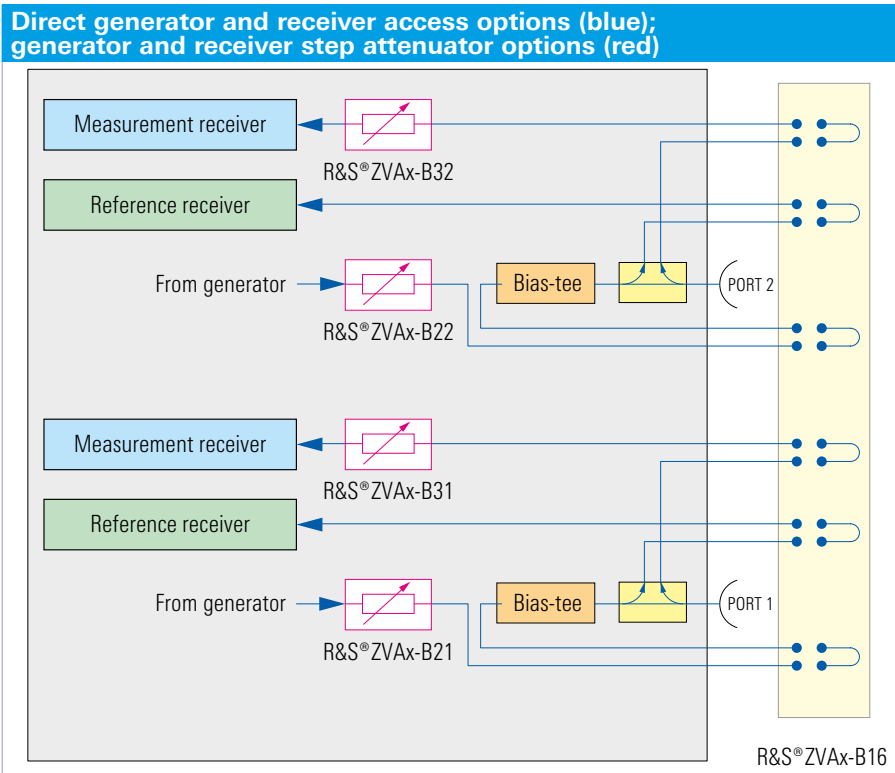 Direct generator and receiver access options (blue);
generator and receiver step attenuator options (red)
Measurement receiver
R&S®ZVAx-B32
Reference receiver
From generator
Bias-tee
PORT 2
R&S®ZVAx-B22
Measurement receiver
R&S®ZVAx-B31
Reference receiver
From generator
Bias-tee
PORT 1
R&S®ZVAx-B21
R&S®ZVAx-B16